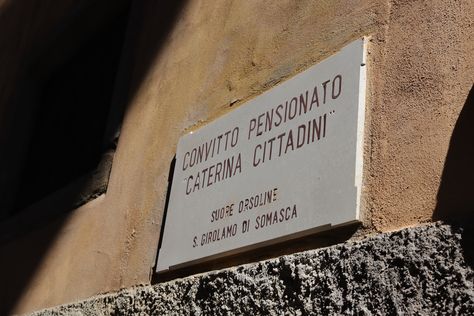 CONVITTO PENSIONATO
"CATERINA CITTADINI"
SUORE ORSOLINE
S. GIROLAMO DI SOMASCA